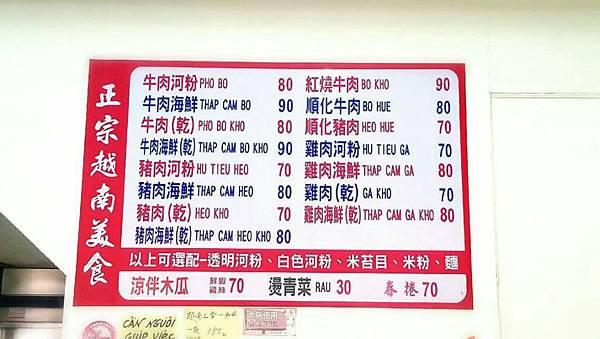 正宗越南美食
牛肉河粉 PHO BO 80
牛肉海鮮 THAP CAM BO 90
牛肉(乾) PHO BO KHO 80
牛肉海鮮(乾) THAP CAM BO KHO 90
豬肉河粉 HU TIEU HEO 70
豬肉海鮮 THAP CAM HEO 80
豬肉(乾) HEO KHO 70
豬肉海鮮(乾) THAP CAM HEO KHO 80
紅燒牛肉 BO KHO 90
順化牛肉 BO HUE 80
順化豬肉 HEO HUE 70
雞肉河粉 HU TIEU GA 70
雞肉海鮮 THAP CAM GA 80
雞肉(乾) GA KHO 70
雞肉海鮮(乾) THAP CAM GA KHO 80
以上可選配-透明河粉、白色河粉、米苔目、米粉、麵
涼伴木瓜 鮮蝦 雞絲 70 燙青菜 RAU 30 春捲 70
CẦN NGƯỜI
GIÚP VIỆC